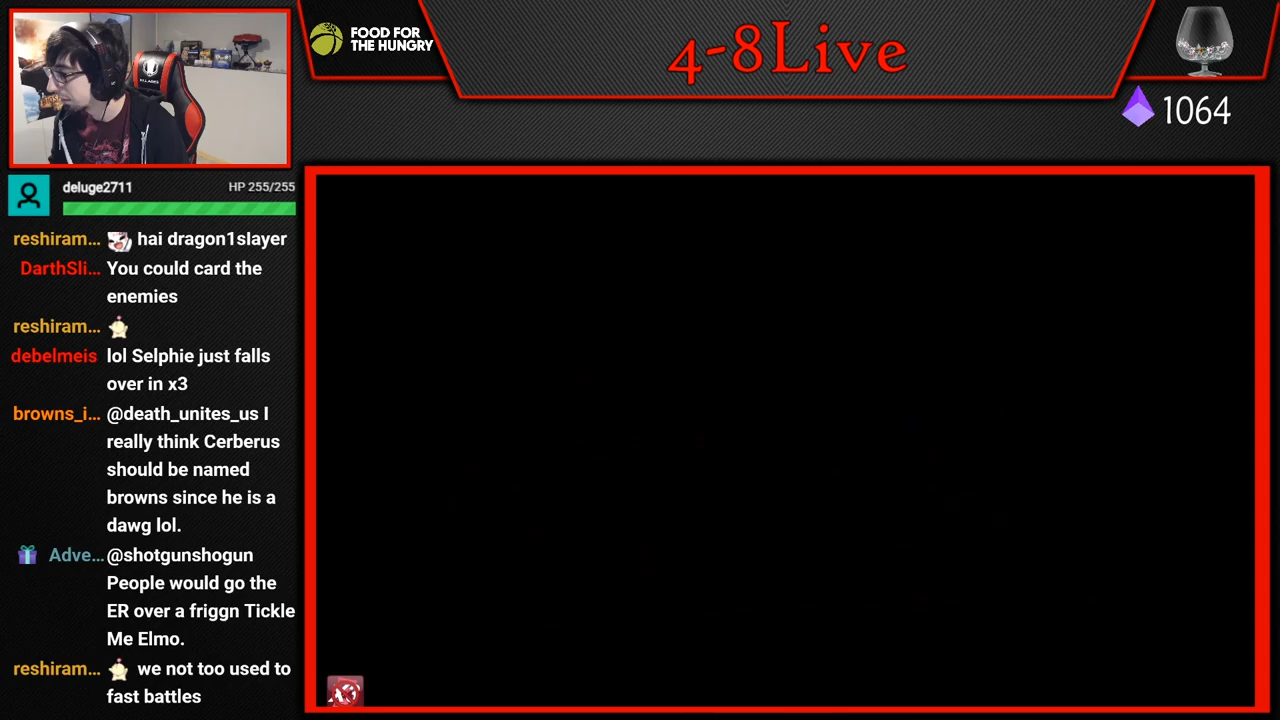 FOOD FOR
THE HUNGRY
4-8Live
1064
deluge2711 HP 255/255
reshiram… hai dragon1slayer
DarthSli… You could card the
enemies
reshiram…
debelmeis lol Selphie just falls
over in x3
browns_i… @death_unites_us I
really think Cerberus
should be named
browns since he is a
dawg lol.
Adve… @shotgunshogun
People would go the
ER over a friggn Tickle
Me Elmo.
reshiram… we not too used to
fast battles